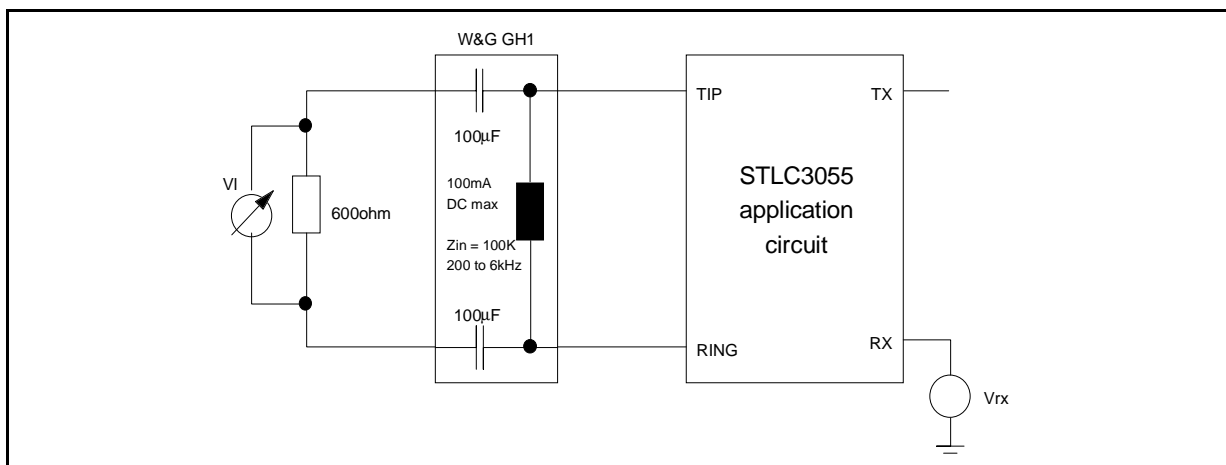 W&G GH1
TIP
TX
100μF
VI
600ohm
100mA
DC max
Zin = 100K
200 to 6kHz
STLC3055
application
circuit
100μF
RING
RX
Vrx